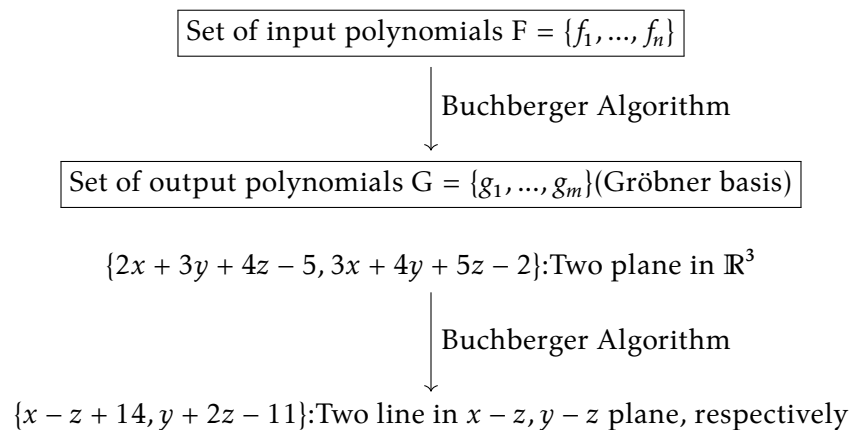 Set of input polynomials F = {f₁, ..., fₙ}
Buchberger Algorithm
Set of output polynomials G = {g₁, ..., gₘ}(Gröbner basis)
{2x + 3y + 4z − 5, 3x + 4y + 5z − 2}:Two plane in ℝ³
Buchberger Algorithm
{x − z + 14, y + 2z − 11}:Two line in x − z, y − z plane, respectively